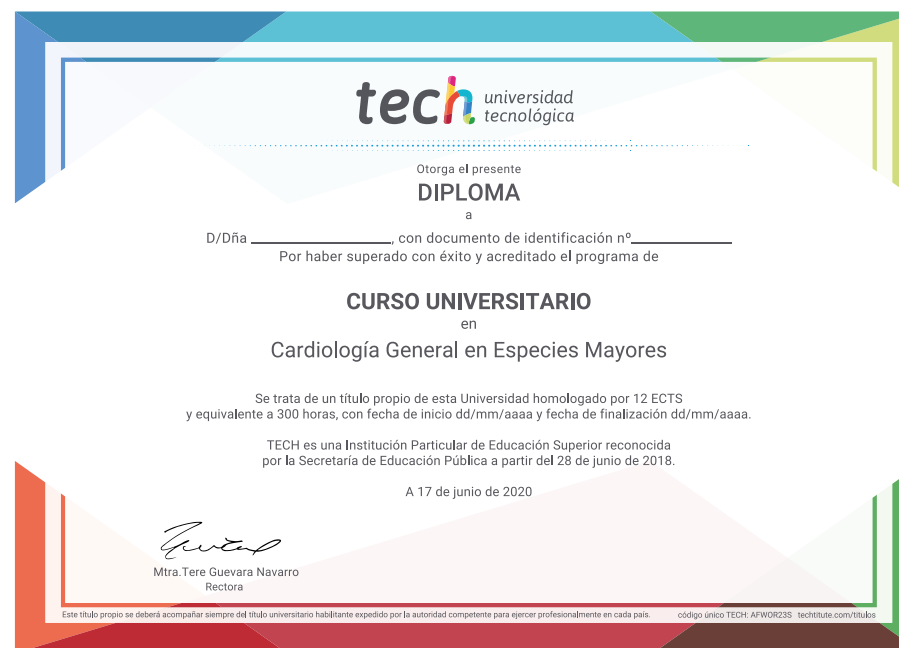 tech universidad
tecnológica
Otorga el presente
DIPLOMA
a
D/Dña ____________________, con documento de identificación nº______________
Por haber superado con éxito y acreditado el programa de
CURSO UNIVERSITARIO
en
Cardiología General en Especies Mayores
Se trata de un título propio de esta Universidad homologado por 12 ECTS
y equivalente a 300 horas, con fecha de inicio dd/mm/aaaa y fecha de finalización dd/mm/aaaa.
TECH es una Institución Particular de Educación Superior reconocida
por la Secretaría de Educación Pública a partir del 28 de junio de 2018.
A 17 de junio de 2020
Mtra.Tere Guevara Navarro
Rectora
Este título propio se deberá acompañar siempre del título universitario habilitante expedido por la autoridad competente para ejercer profesionalmente en cada país. código único TECH: AFWOR23S techtitute.com/titulos